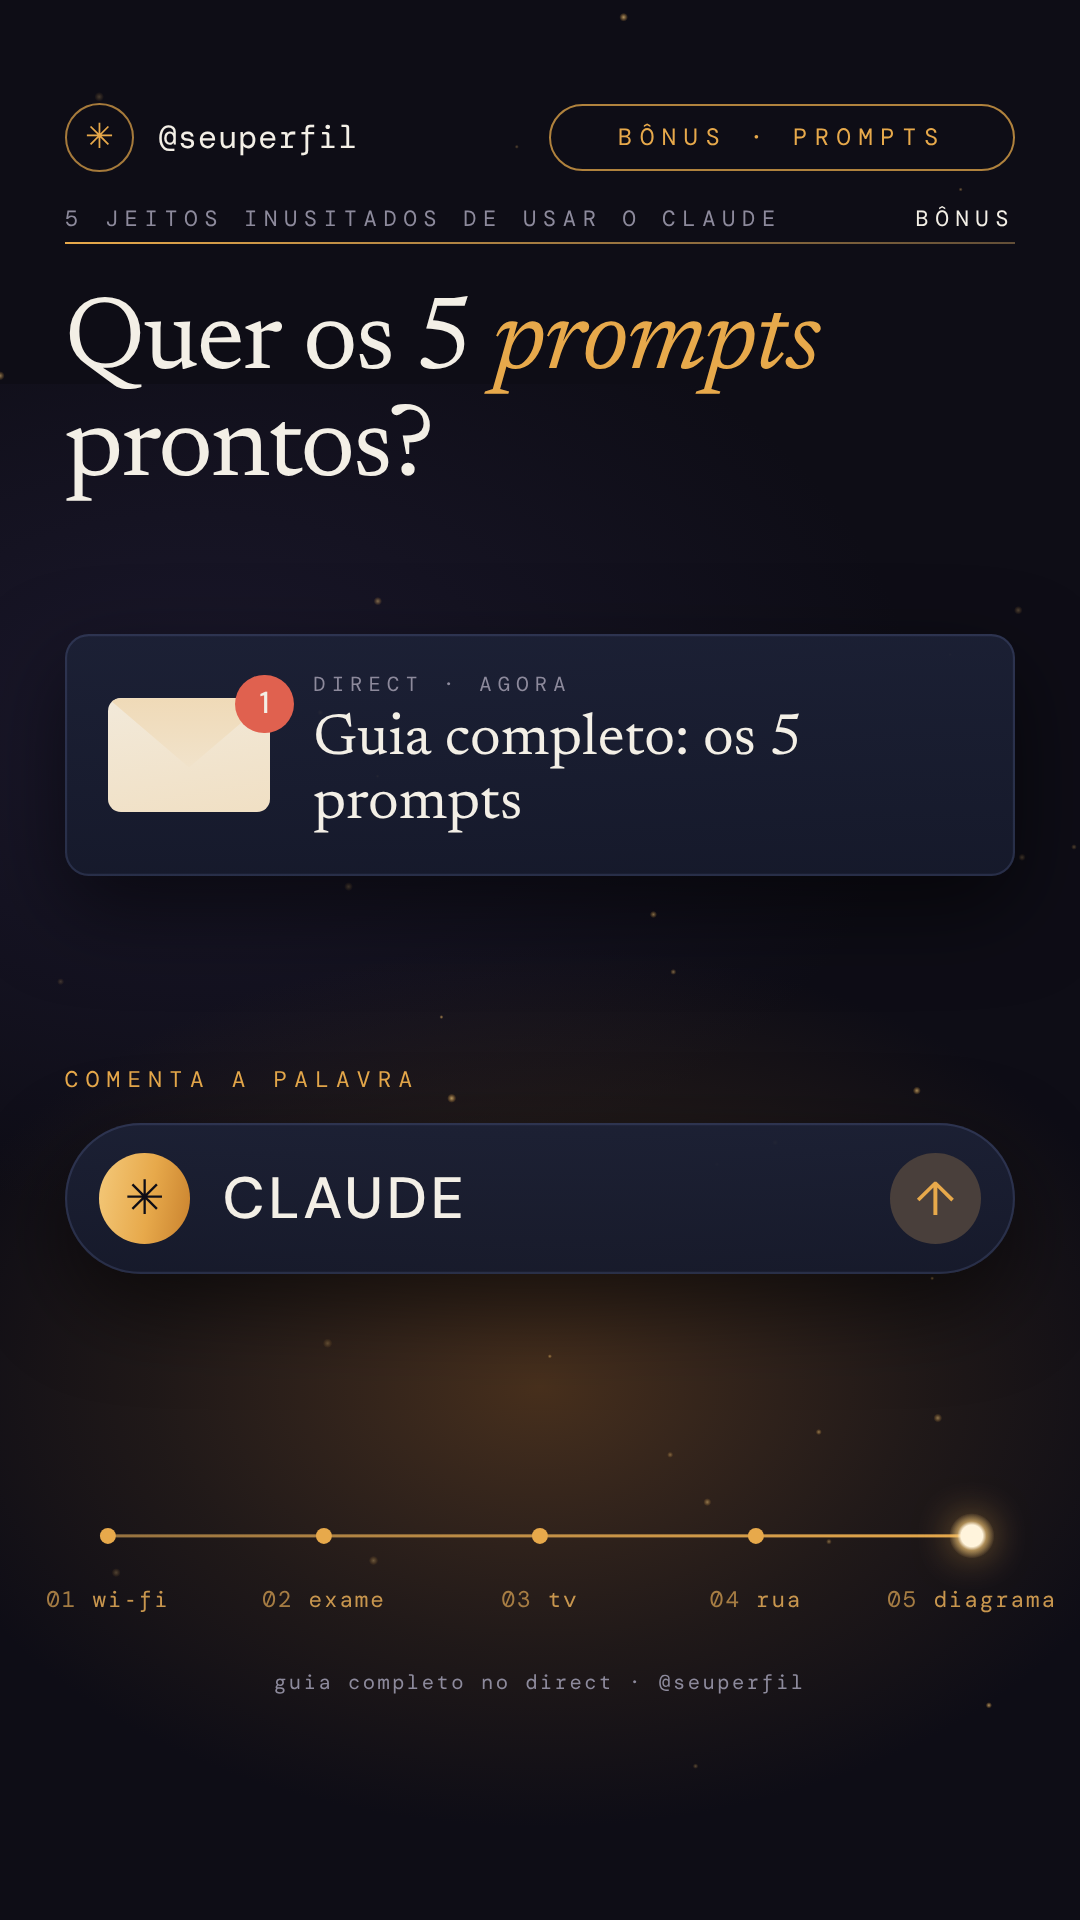 @seuperfil
BÔNUS · PROMPTS
5 JEITOS INUSITADOS DE USAR O CLAUDE
BÔNUS
Quer os 5 prompts
prontos?
1
DIRECT · AGORA
Guia completo: os 5
prompts
COMENTA A PALAVRA
CLAUDE
01 wi-fi
02 exame
03 tv
04 rua
05 diagrama
guia completo no direct · @seuperfil